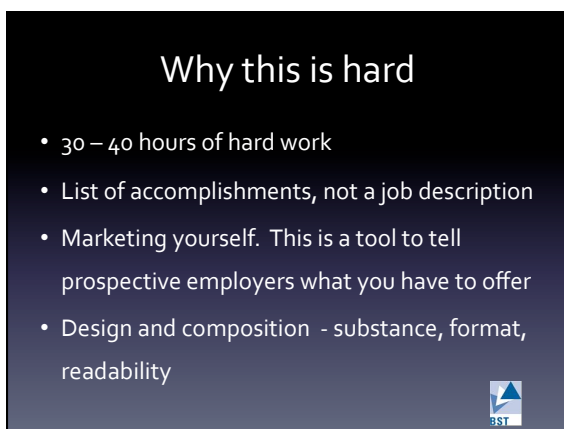 Why this is hard
• 30 – 40 hours of hard work
• List of accomplishments, not a job description
• Marketing yourself.  This is a tool to tell
prospective employers what you have to offer
• Design and composition  - substance, format,
readability
BST